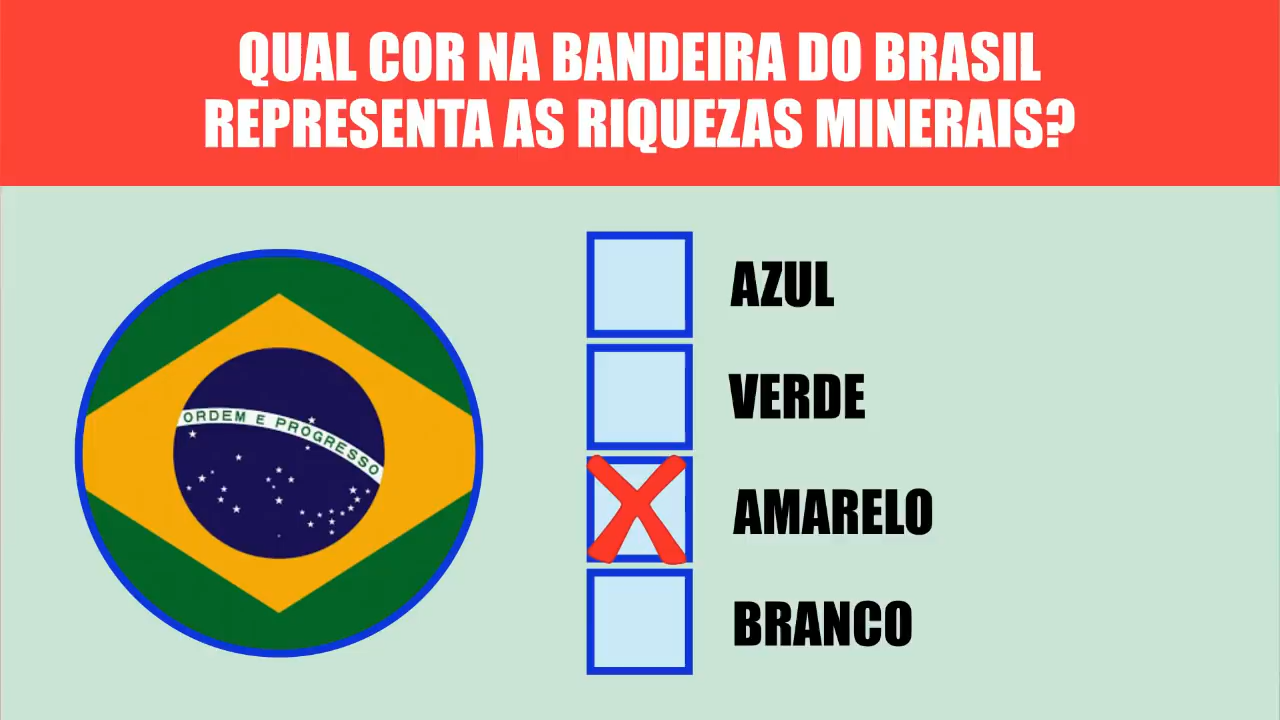 QUAL COR NA BANDEIRA DO BRASIL
REPRESENTA AS RIQUEZAS MINERAIS?
ORDEM E PROGRESSO
AZUL
VERDE
AMARELO
BRANCO